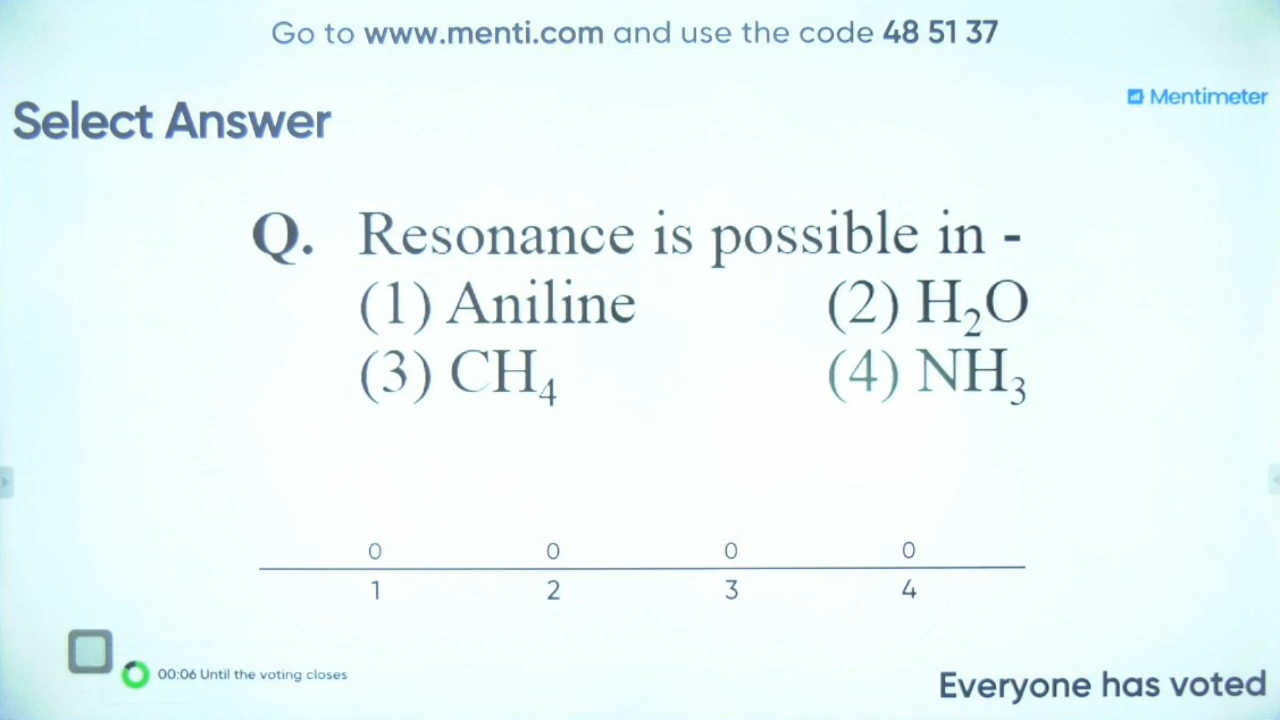 Go to www.menti.com and use the code 48 51 37
Mentimeter
Select Answer
Q. Resonance is possible in -
(1) Aniline (2) H₂O
(3) CH₄ (4) NH₃
0 0 0 0
1 2 3 4
00:06 Until the voting closes
Everyone has voted